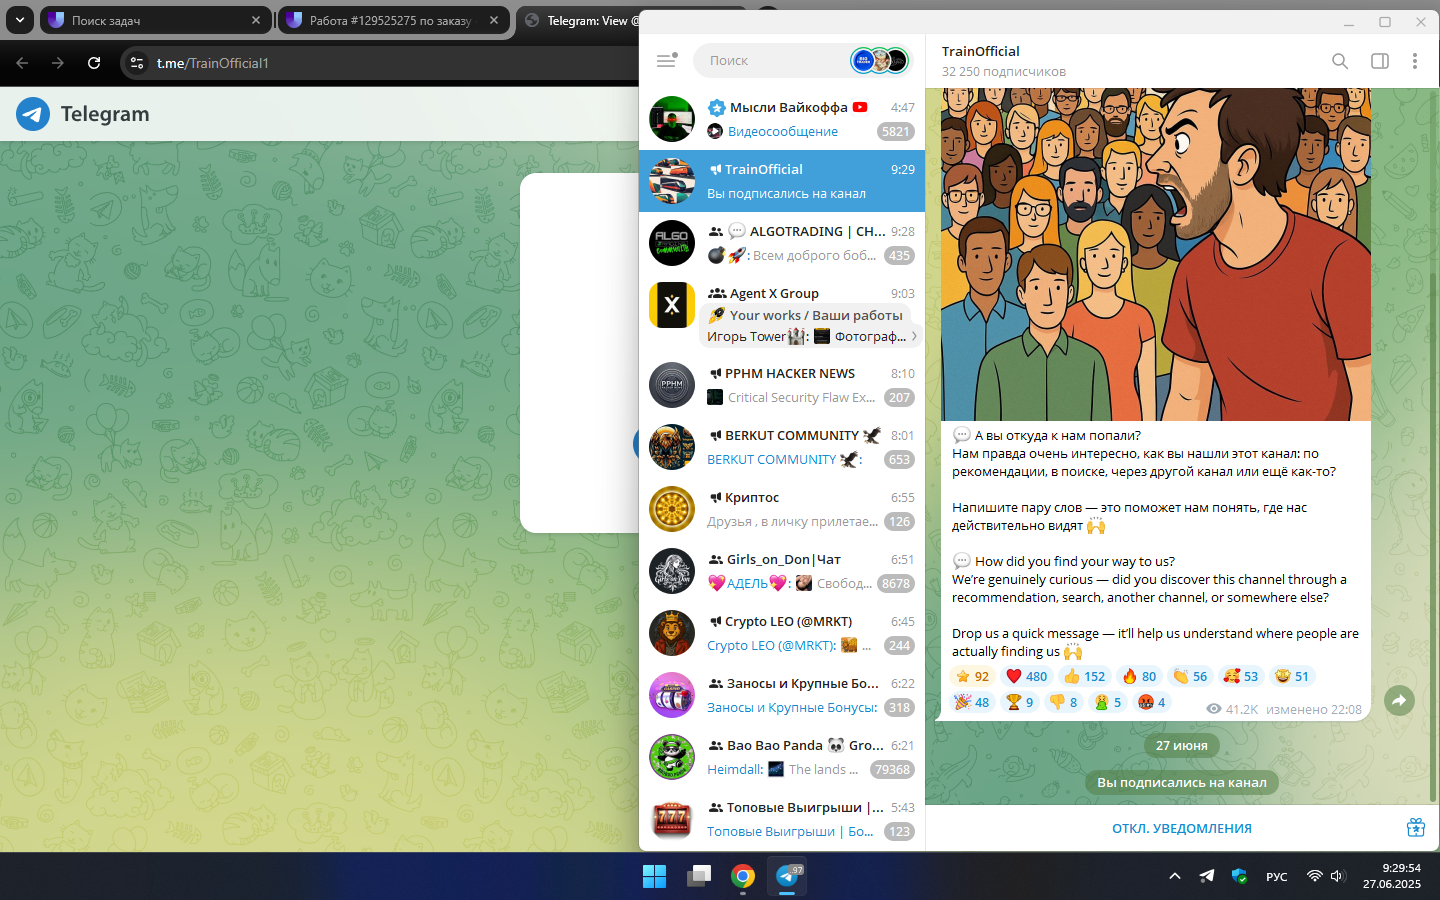 Поиск задач
Работа #129525275 по заказу
Telegram: View @
t.me/TrainOfficial1
Telegram
Поиск
Мысли Вайкоффа
4:47
Видеосообщение
5821
TrainOfficial
9:29
Вы подписались на канал
ALGOTRADING | CH...
9:28
: Всем доброго боб...
435
Agent X Group
9:03
Your works / Ваши работы
Игорь Tower: Фотограф...
PPHM HACKER NEWS
8:10
Critical Security Flaw Ex...
207
BERKUT COMMUNITY
8:01
BERKUT COMMUNITY :
653
Криптос
6:55
Друзья , в личку прилетае...
126
Girls_on_Don|Чат
6:51
АДЕЛЬ: Свобод...
8678
Crypto LEO (@MRKT)
6:45
Crypto LEO (@MRKT): ...
244
Заносы и Крупные Бо...
6:22
Заносы и Крупные Бонусы:
318
Bao Bao Panda Gro...
6:21
Heimdall: The lands ...
79368
Топовые Выигрыши |...
5:43
Топовые Выигрыши | Бо...
123
TrainOfficial
32 250 подписчиков
А вы откуда к нам попали?
Нам правда очень интересно, как вы нашли этот канал: по
рекомендации, в поиске, через другой канал или ещё как-то?
Напишите пару слов — это поможет нам понять, где нас
действительно видят
How did you find your way to us?
We're genuinely curious — did you discover this channel through a
recommendation, search, another channel, or somewhere else?
Drop us a quick message — it'll help us understand where people are
actually finding us
92 480 152 80 56 53 51
48 9 8 5 4
41.2K изменено 22:08
27 июня
Вы подписались на канал
ОТКЛ. УВЕДОМЛЕНИЯ
97
РУС
9:29:54
27.06.2025